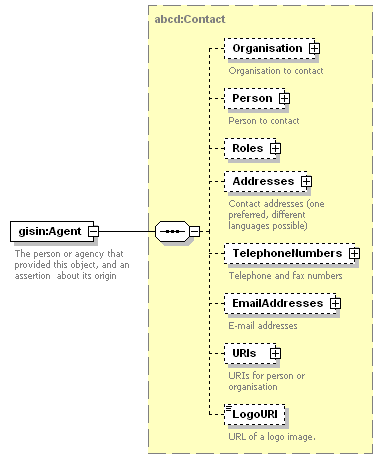 abcd:Contact
Organisation
Organisation to contact
Person
Person to contact
Roles
Addresses
Contact addresses (one
preferred, different
languages possible)
gisin:Agent
The person or agency that
provided this object, and an
assertion about its origin
TelephoneNumbers
Telephone and fax numbers
EmailAddresses
E-mail addresses
URIs
URIs for person or
organisation
LogoURI
URL of a logo image.